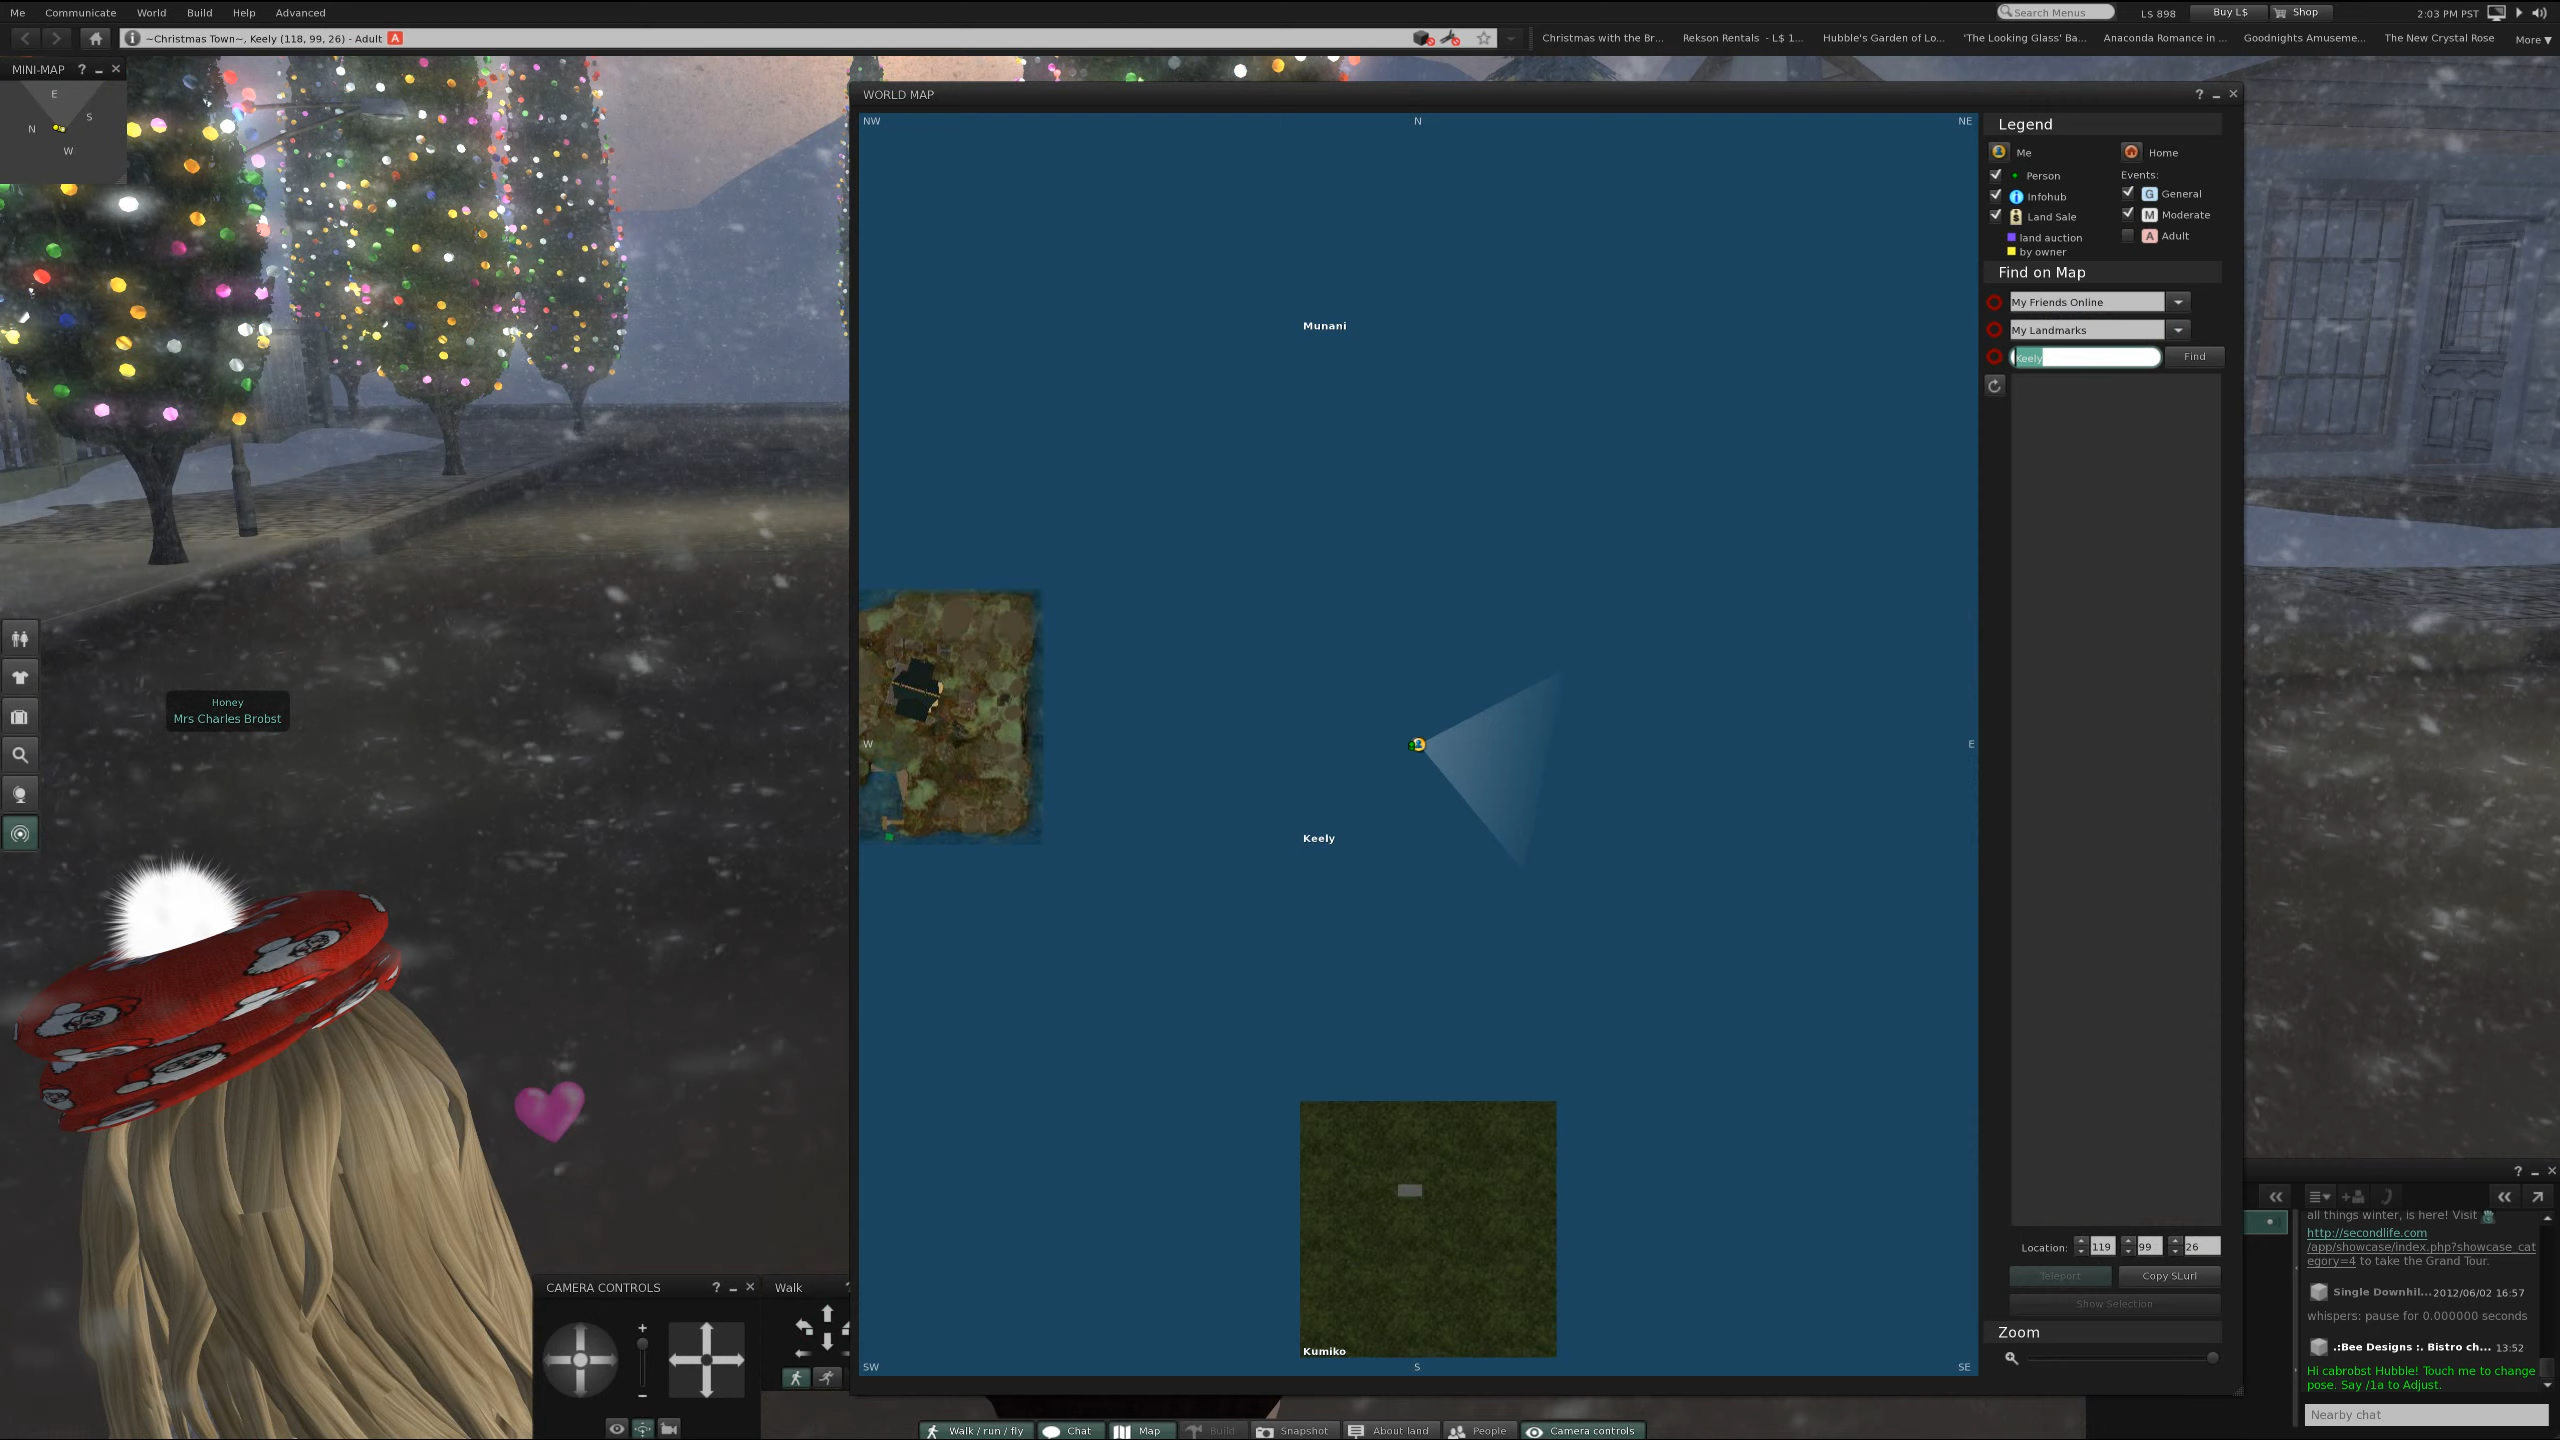 Me Communicate World Build Help Advanced
Search Menus L$ 898 Buy L$ Shop 2:03 PM PST
~Christmas Town~, Keely (118, 99, 26) - Adult A
Christmas with the Br... Rekson Rentals - L$ 1... Hubble's Garden of Lo... 'The Looking Glass' Ba... Anaconda Romance in ... Goodnights Amuseme... The New Crystal Rose More
MINI-MAP ?
E
N S
W
WORLD MAP ?
NW N NE
W E
SW S SE
Munani
Keely
Kumiko
Legend
Me Home
Person Events:
Infohub G General
Land Sale M Moderate
land auction A Adult
by owner
Find on Map
My Friends Online
My Landmarks
Keely Find
Location: 119 99 26
Teleport Copy SLurl
Show Selection
Zoom
Honey
Mrs Charles Brobst
CAMERA CONTROLS ?
Walk ?
all things winter, is here! Visit
http://secondlife.com
/app/showcase/index.php?showcase_cat
egory=4 to take the Grand Tour.
Single Downhil... 2012/06/02 16:57
whispers: pause for 0.000000 seconds
.:Bee Designs :. Bistro ch... 13:52
Hi cabrobst Hubble! Touch me to change
pose. Say /1a to Adjust.
Nearby chat
Walk / run / fly Chat Map Build Snapshot About land People Camera controls